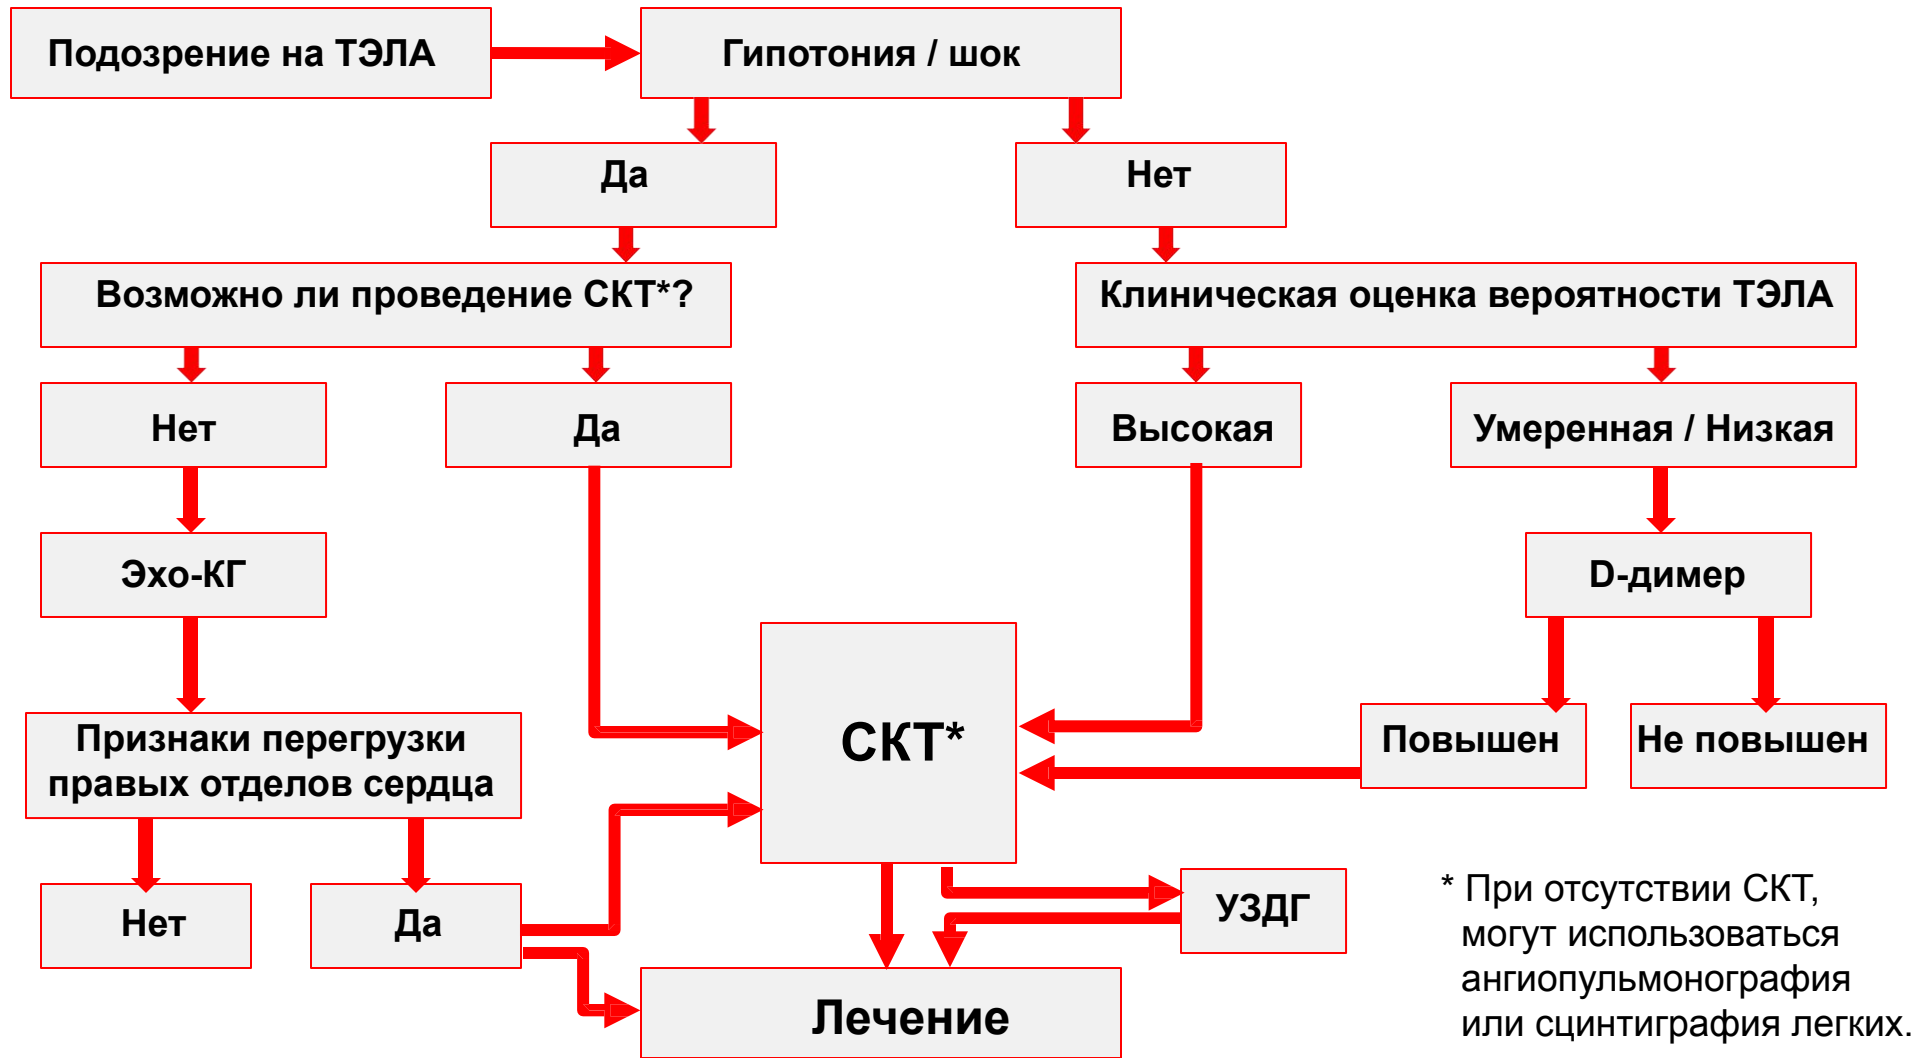 Подозрение на ТЭЛА
Гипотония / шок
Да
Нет
Возможно ли проведение СКТ*?
Клиническая оценка вероятности ТЭЛА
Нет
Да
Высокая
Умеренная / Низкая
Эхо-КГ
D-димер
Признаки перегрузки
правых отделов сердца
СКТ*
Повышен
Не повышен
Нет
Да
УЗДГ
Лечение
* При отсутствии СКТ,
могут использоваться
ангиопульмонография
или сцинтиграфия легких.